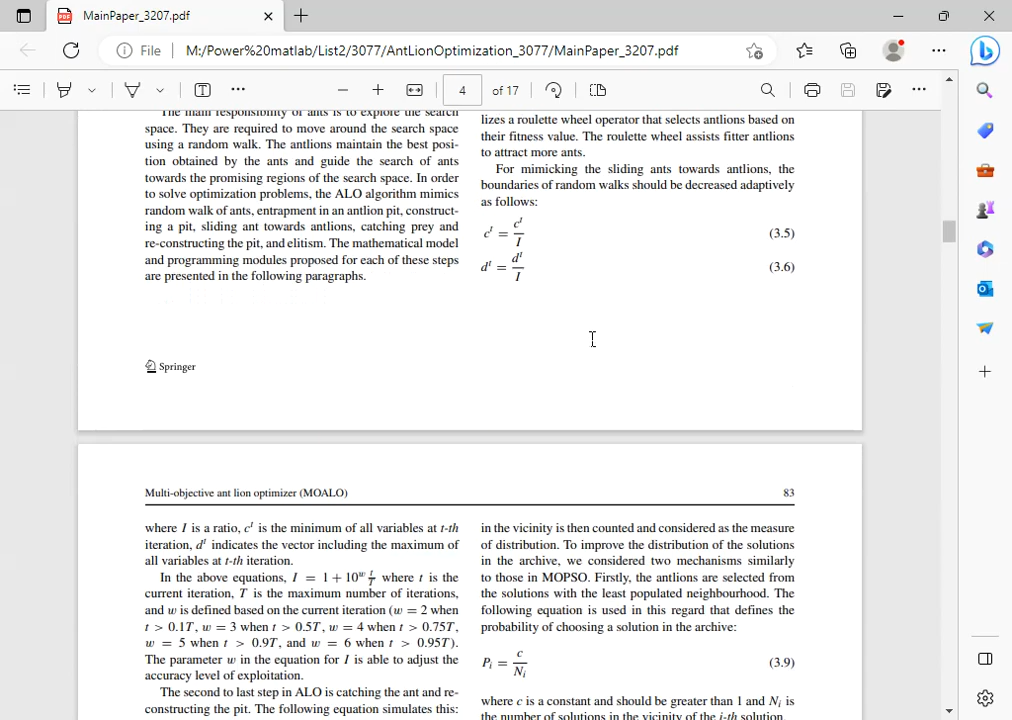 MainPaper_3207.pdf
File
M:/Power%20matlab/List2/3077/AntLionOptimization_3077/MainPaper_3207.pdf
4 of 17
The main responsibility of ants is to explore the search
space. They are required to move around the search space
using a random walk. The antlions maintain the best posi-
tion obtained by the ants and guide the search of ants
towards the promising regions of the search space. In order
to solve optimization problems, the ALO algorithm mimics
random walk of ants, entrapment in an antlion pit, construct-
ing a pit, sliding ant towards antlions, catching prey and
re-constructing the pit, and elitism. The mathematical model
and programming modules proposed for each of these steps
are presented in the following paragraphs.
Springer
lizes a roulette wheel operator that selects antlions based on
their fitness value. The roulette wheel assists fitter antlions
to attract more ants.
For mimicking the sliding ants towards antlions, the
boundaries of random walks should be decreased adaptively
as follows:
c^t = c^t / I (3.5)
d^t = d^t / I (3.6)
Multi-objective ant lion optimizer (MOALO) 83
where I is a ratio, c^t is the minimum of all variables at t-th
iteration, d^t indicates the vector including the maximum of
all variables at t-th iteration.
In the above equations, I = 1 + 10^w t/T where t is the
current iteration, T is the maximum number of iterations,
and w is defined based on the current iteration (w = 2 when
t > 0.1T, w = 3 when t > 0.5T, w = 4 when t > 0.75T,
w = 5 when t > 0.9T, and w = 6 when t > 0.95T).
The parameter w in the equation for I is able to adjust the
accuracy level of exploitation.
The second to last step in ALO is catching the ant and re-
constructing the pit. The following equation simulates this:
in the vicinity is then counted and considered as the measure
of distribution. To improve the distribution of the solutions
in the archive, we considered two mechanisms similarly
to those in MOPSO. Firstly, the antlions are selected from
the solutions with the least populated neighbourhood. The
following equation is used in this regard that defines the
probability of choosing a solution in the archive:
P_i = c / N_i (3.9)
where c is a constant and should be greater than 1 and N_i is
the number of solutions in the vicinity of the i-th solution.